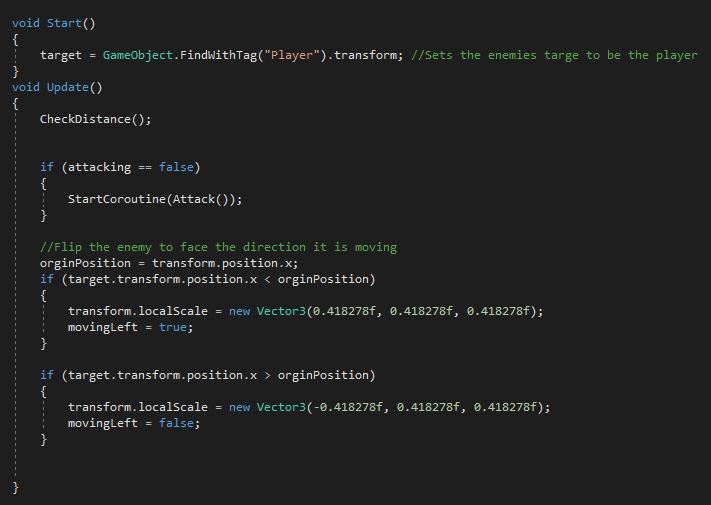 void Start()
{
target = GameObject.FindWithTag("Player").transform; //Sets the enemies targe to be the player
}
void Update()
{
CheckDistance();
if (attacking == false)
{
StartCoroutine(Attack());
}
//Flip the enemy to face the direction it is moving
orginPosition = transform.position.x;
if (target.transform.position.x < orginPosition)
{
transform.localScale = new Vector3(0.418278f, 0.418278f, 0.418278f);
movingLeft = true;
}
if (target.transform.position.x > orginPosition)
{
transform.localScale = new Vector3(-0.418278f, 0.418278f, 0.418278f);
movingLeft = false;
}
}